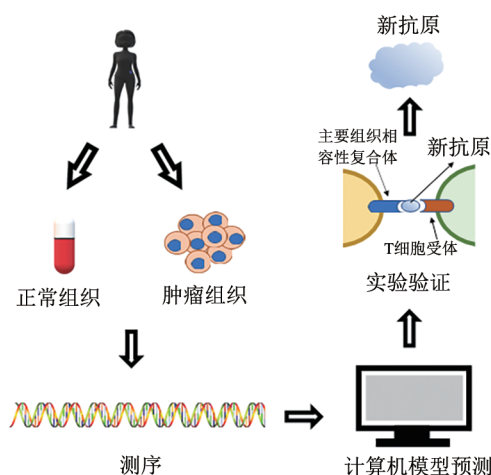 新抗原
主要组织相
容性复合体
新抗原
T细胞受体
正常组织
肿瘤组织
实验验证
测序
计算机模型预测